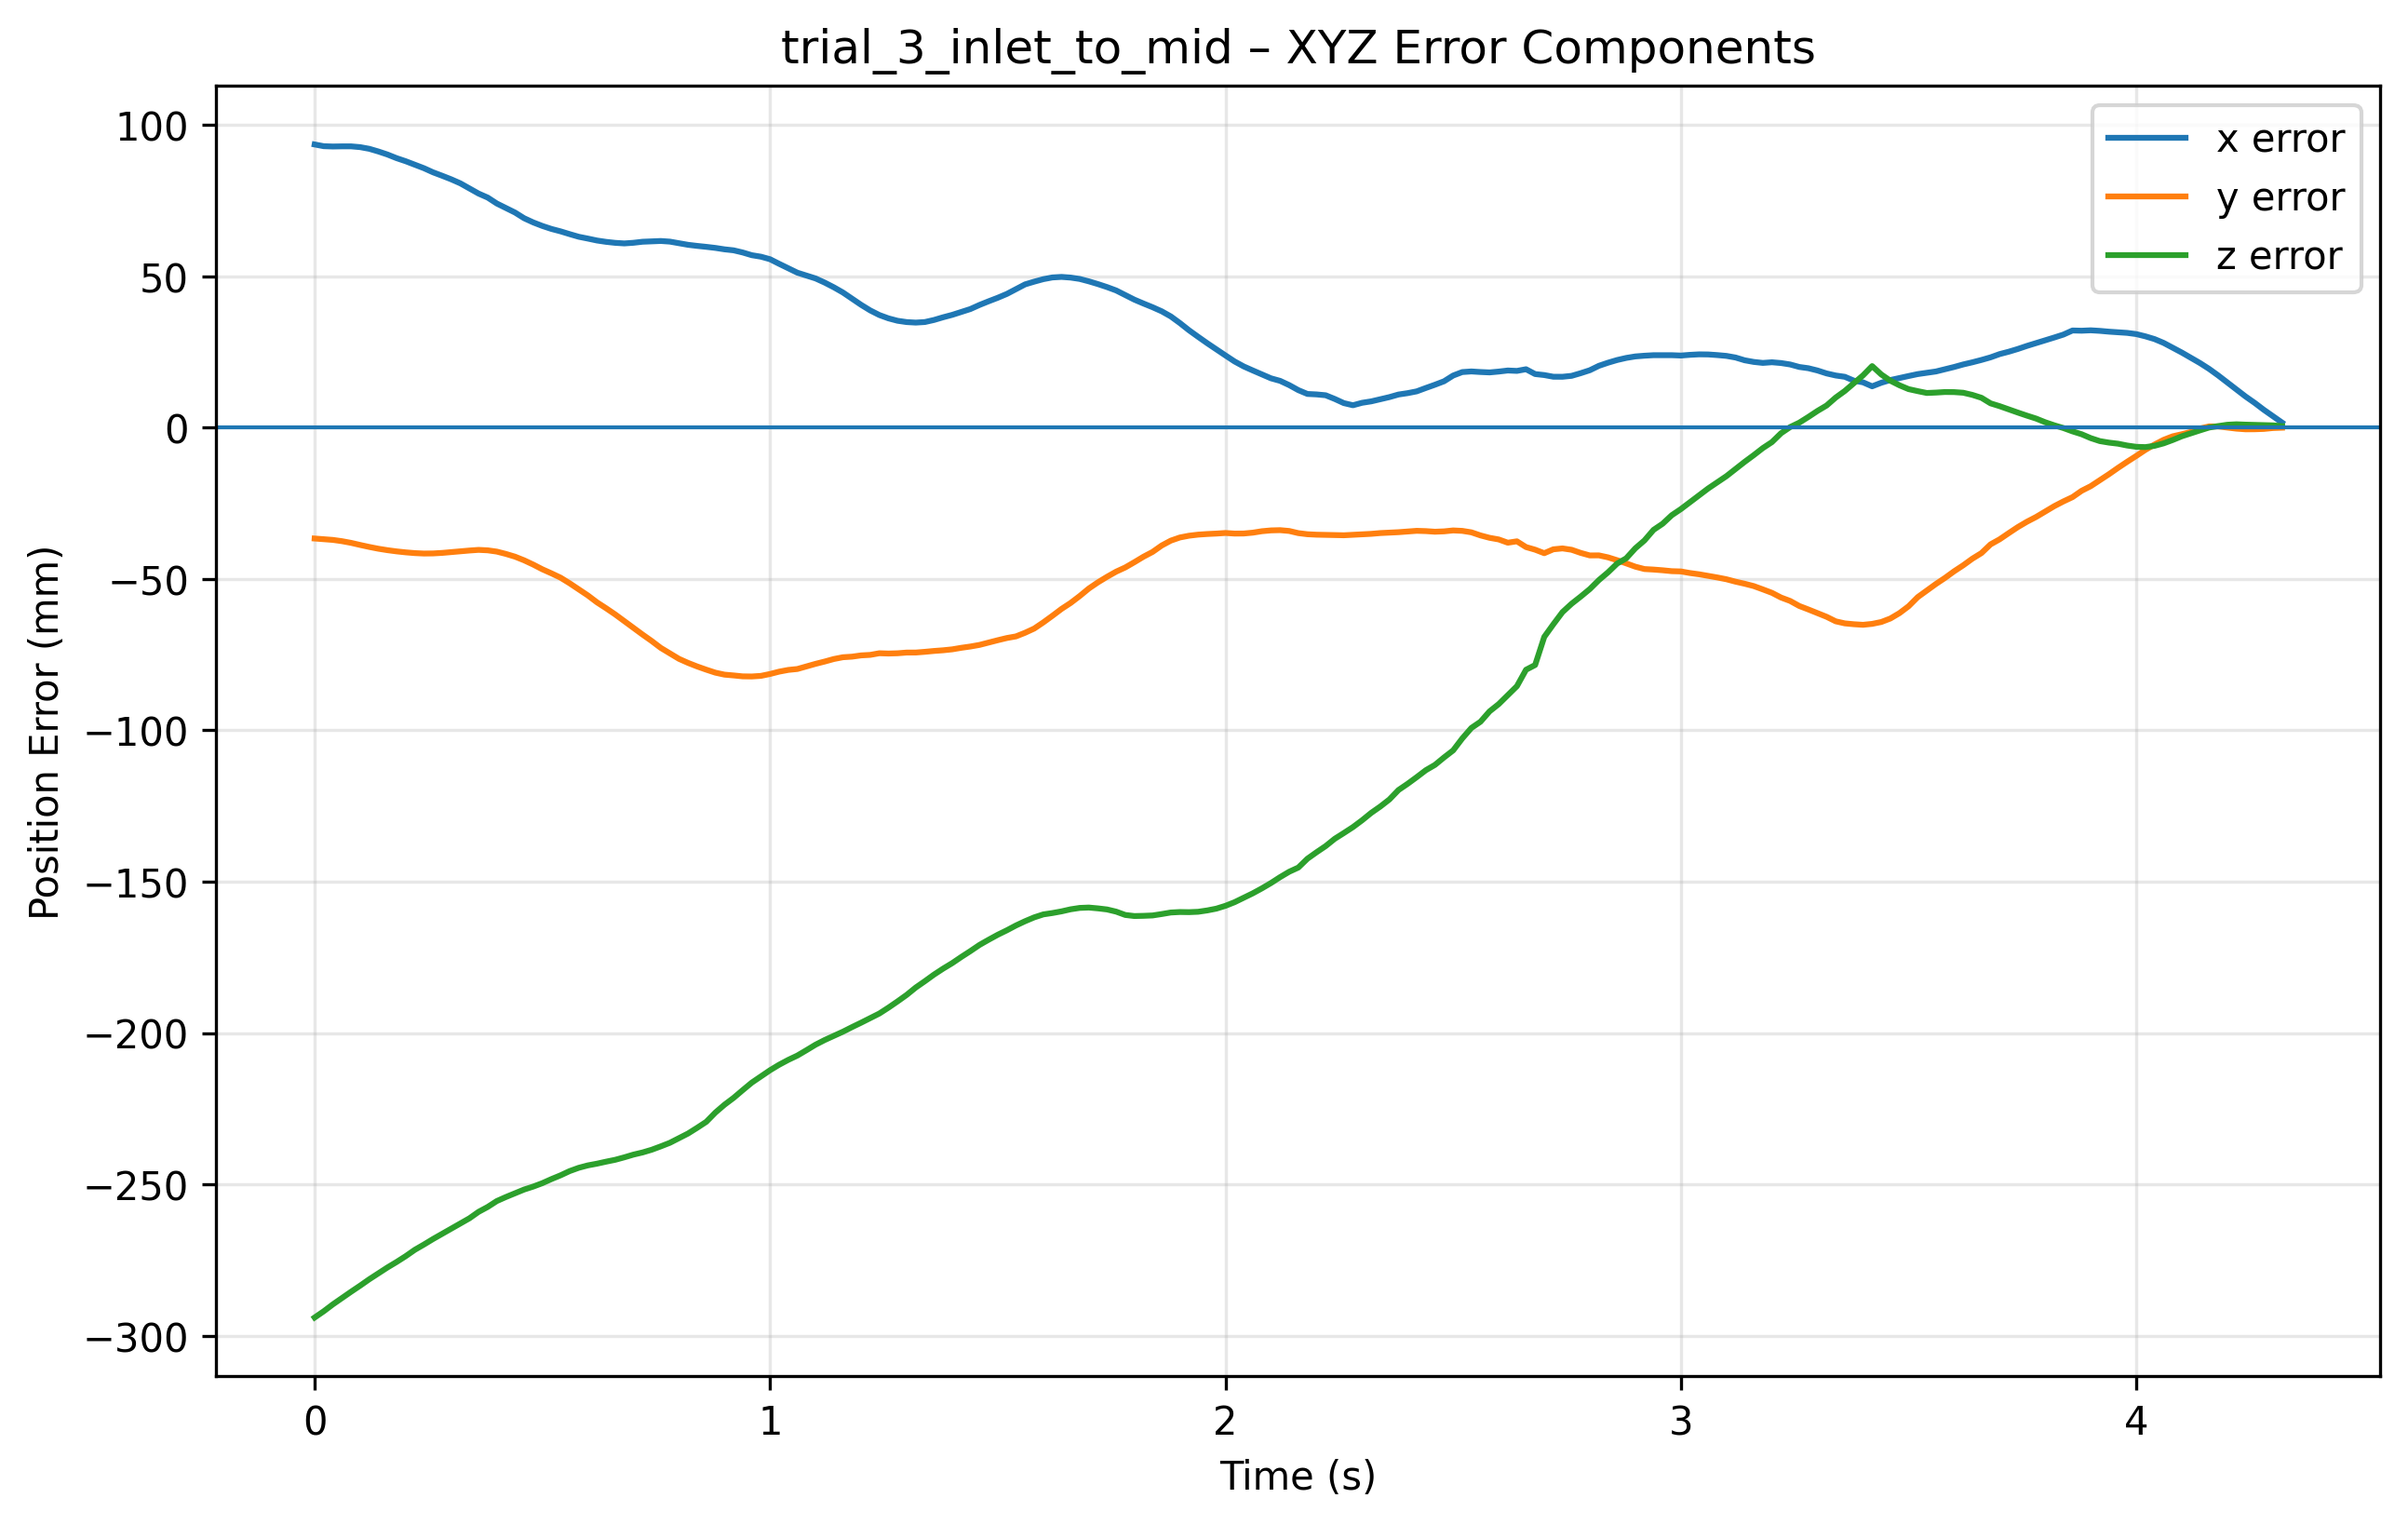 trial_3_inlet_to_mid – XYZ Error Components
x error
y error
z error
Position Error (mm)
100
50
0
−50
−100
−150
−200
−250
−300
0
1
2
3
4
Time (s)